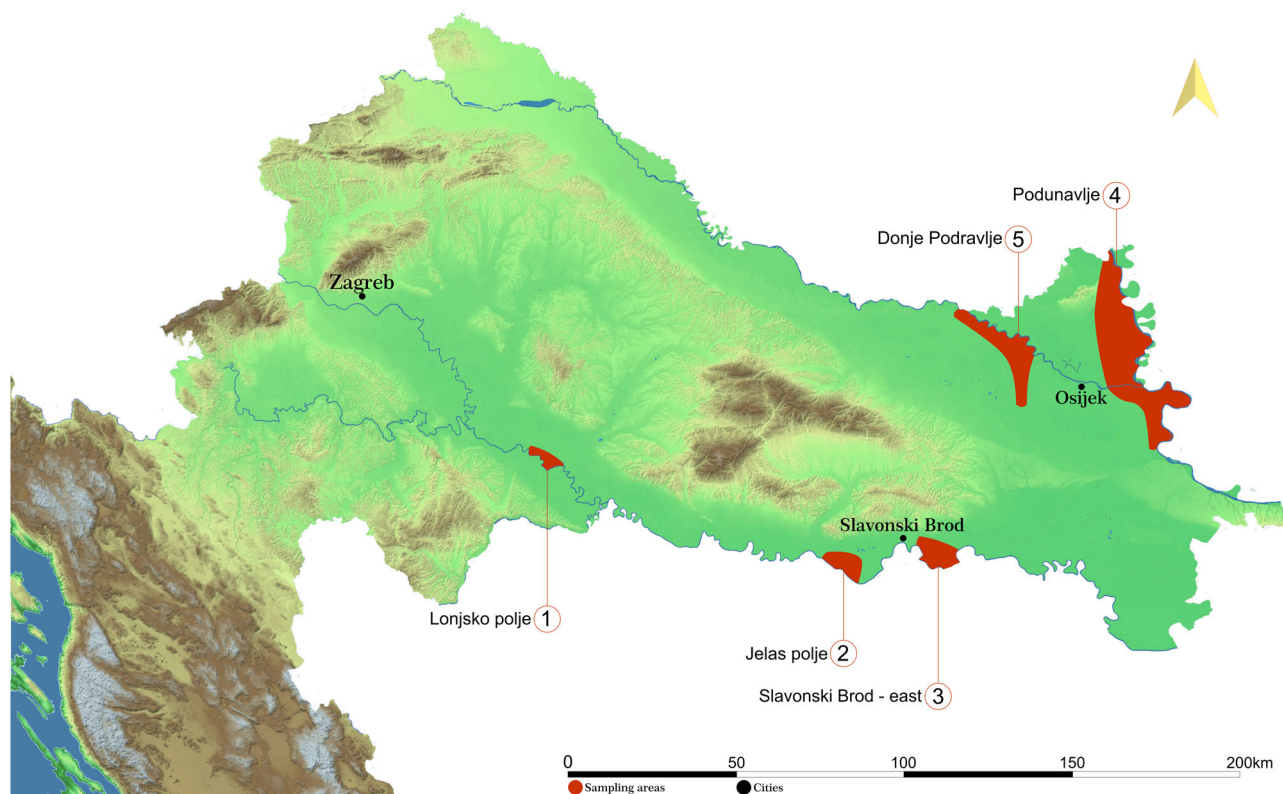 Podunavlje 4
Donje Podravlje 5
Zagreb
Osijek
Slavonski Brod
Lonjsko polje 1
Jelas polje 2
Slavonski Brod - east 3
0 50 100 150 200km
Sampling areas Cities